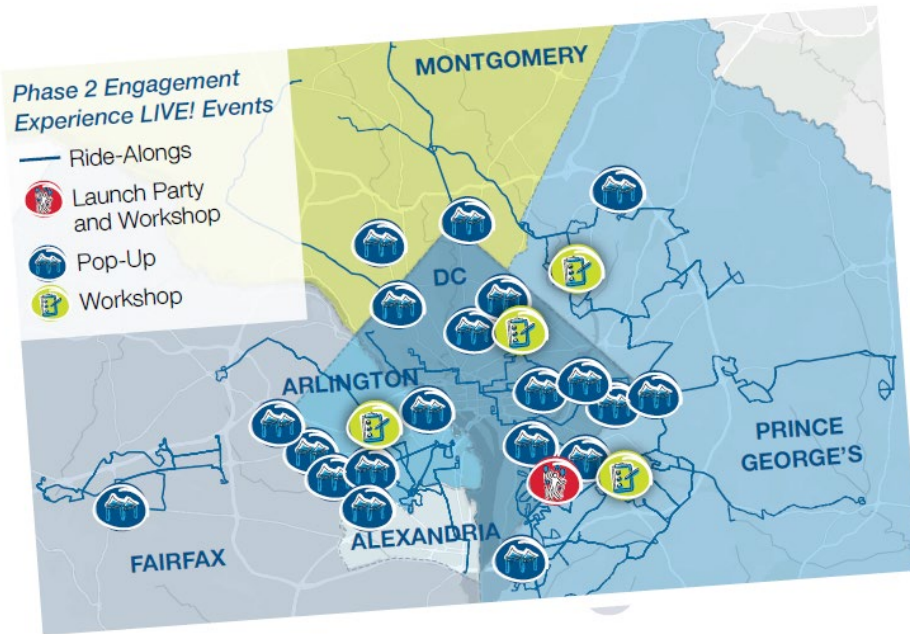 Phase 2 Engagement
Experience LIVE! Events
Ride-Alongs
Launch Party
and Workshop
Pop-Up
Workshop
MONTGOMERY
DC
ARLINGTON
PRINCE
GEORGE'S
ALEXANDRIA
FAIRFAX